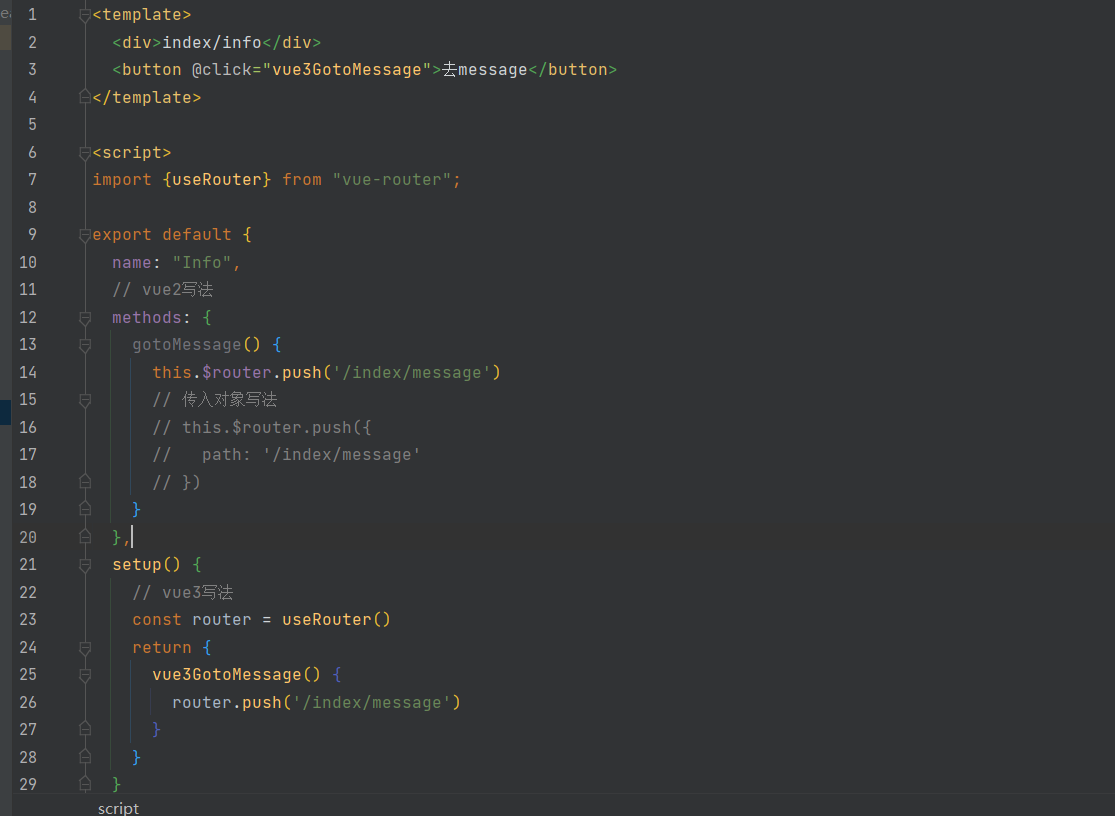 1 <template>
2 <div>index/info</div>
3 <button @click="vue3GotoMessage">去message</button>
4 </template>
5
6 <script>
7 import {useRouter} from "vue-router";
8
9 export default {
10 name: "Info",
11 // vue2写法
12 methods: {
13 gotoMessage() {
14 this.$router.push('/index/message')
15 // 传入对象写法
16 // this.$router.push({
17 //   path: '/index/message'
18 // })
19 }
20 },
21 setup() {
22 // vue3写法
23 const router = useRouter()
24 return {
25 vue3GotoMessage() {
26 router.push('/index/message')
27 }
28 }
29 }
script